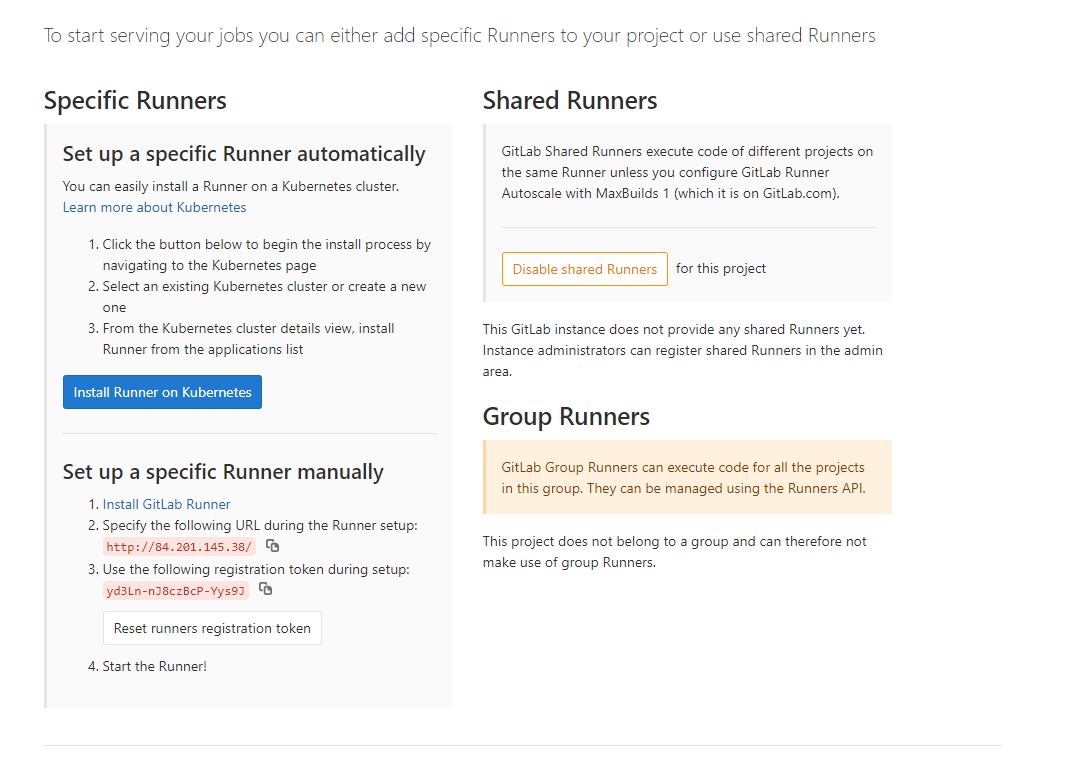 To start serving your jobs you can either add specific Runners to your project or use shared Runners
Specific Runners
Set up a specific Runner automatically
You can easily install a Runner on a Kubernetes cluster.
Learn more about Kubernetes
1. Click the button below to begin the install process by
navigating to the Kubernetes page
2. Select an existing Kubernetes cluster or create a new
one
3. From the Kubernetes cluster details view, install
Runner from the applications list
Install Runner on Kubernetes
Set up a specific Runner manually
1. Install GitLab Runner
2. Specify the following URL during the Runner setup:
http://84.201.145.38/
3. Use the following registration token during setup:
yd3Ln-nJ8czBcP-Yys9J
Reset runners registration token
4. Start the Runner!
Shared Runners
GitLab Shared Runners execute code of different projects on
the same Runner unless you configure GitLab Runner
Autoscale with MaxBuilds 1 (which it is on GitLab.com).
Disable shared Runners for this project
This GitLab instance does not provide any shared Runners yet.
Instance administrators can register shared Runners in the admin
area.
Group Runners
GitLab Group Runners can execute code for all the projects
in this group. They can be managed using the Runners API.
This project does not belong to a group and can therefore not
make use of group Runners.